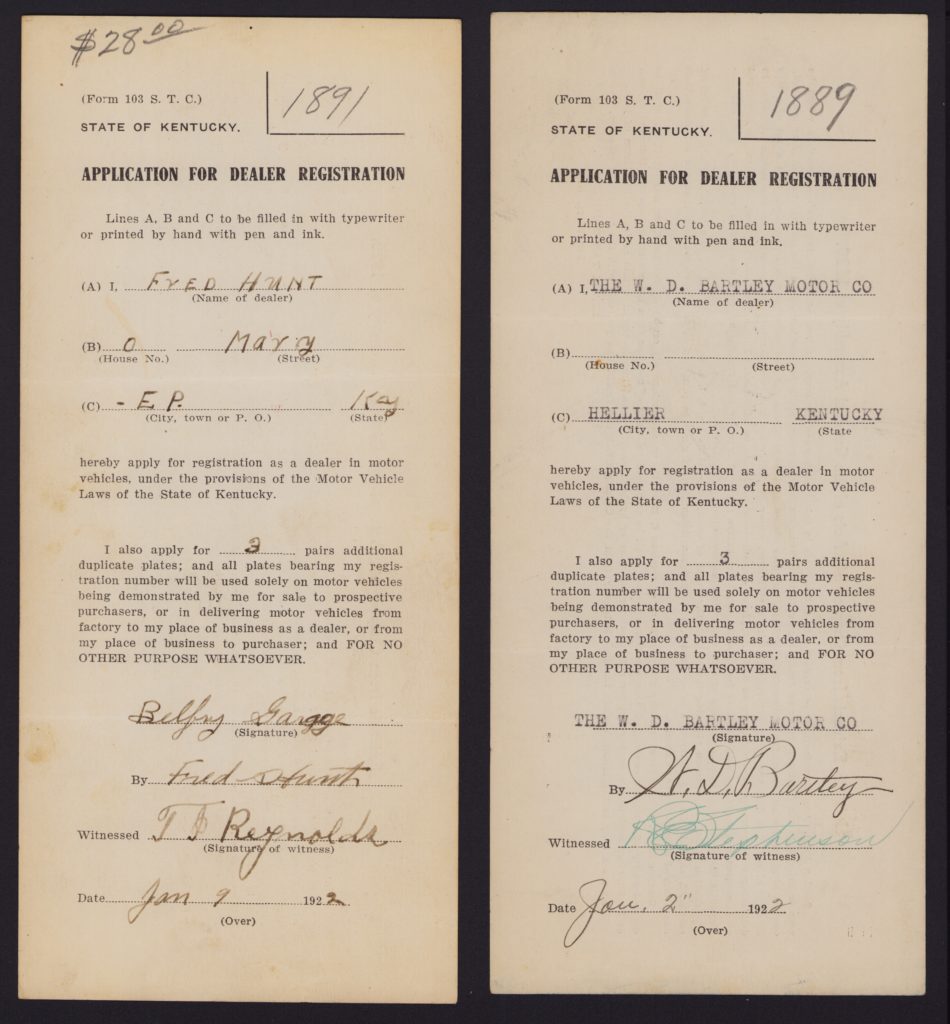 $28.00
(Form 103 S. T. C.)
1891
STATE OF KENTUCKY.
APPLICATION FOR DEALER REGISTRATION
Lines A, B and C to be filled in with typewriter
or printed by hand with pen and ink.
(A) I, FrED HUNT
(Name of dealer)
(B) 0 Mary
(House No.) (Street)
(C) - E P. Ky
(City, town or P. O.) (State)
hereby apply for registration as a dealer in motor
vehicles, under the provisions of the Motor Vehicle
Laws of the State of Kentucky.
I also apply for 3 pairs additional
duplicate plates; and all plates bearing my regis-
tration number will be used solely on motor vehicles
being demonstrated by me for sale to prospective
purchasers, or in delivering motor vehicles from
factory to my place of business as a dealer, or from
my place of business to purchaser; and FOR NO
OTHER PURPOSE WHATSOEVER.
Belfry Garage
(Signature)
By Fred Hunt
Witnessed T J Reynolds
(Signature of witness)
Date Jan 9 1922
(Over)
(Form 103 S. T. C.)
1889
STATE OF KENTUCKY.
APPLICATION FOR DEALER REGISTRATION
Lines A, B and C to be filled in with typewriter
or printed by hand with pen and ink.
(A) I, THE W. D. BARTLEY MOTOR CO
(Name of dealer)
(B)
(House No.) (Street)
(C) HELLIER KENTUCKY
(City, town or P. O.) (State
hereby apply for registration as a dealer in motor
vehicles, under the provisions of the Motor Vehicle
Laws of the State of Kentucky.
I also apply for 3 pairs additional
duplicate plates; and all plates bearing my regis-
tration number will be used solely on motor vehicles
being demonstrated by me for sale to prospective
purchasers, or in delivering motor vehicles from
factory to my place of business as a dealer, or from
my place of business to purchaser; and FOR NO
OTHER PURPOSE WHATSOEVER.
THE W. D. BARTLEY MOTOR CO
(Signature)
By W. D. Bartley
Witnessed Stephenson
(Signature of witness)
Date Jan. 2" 1922
(Over)